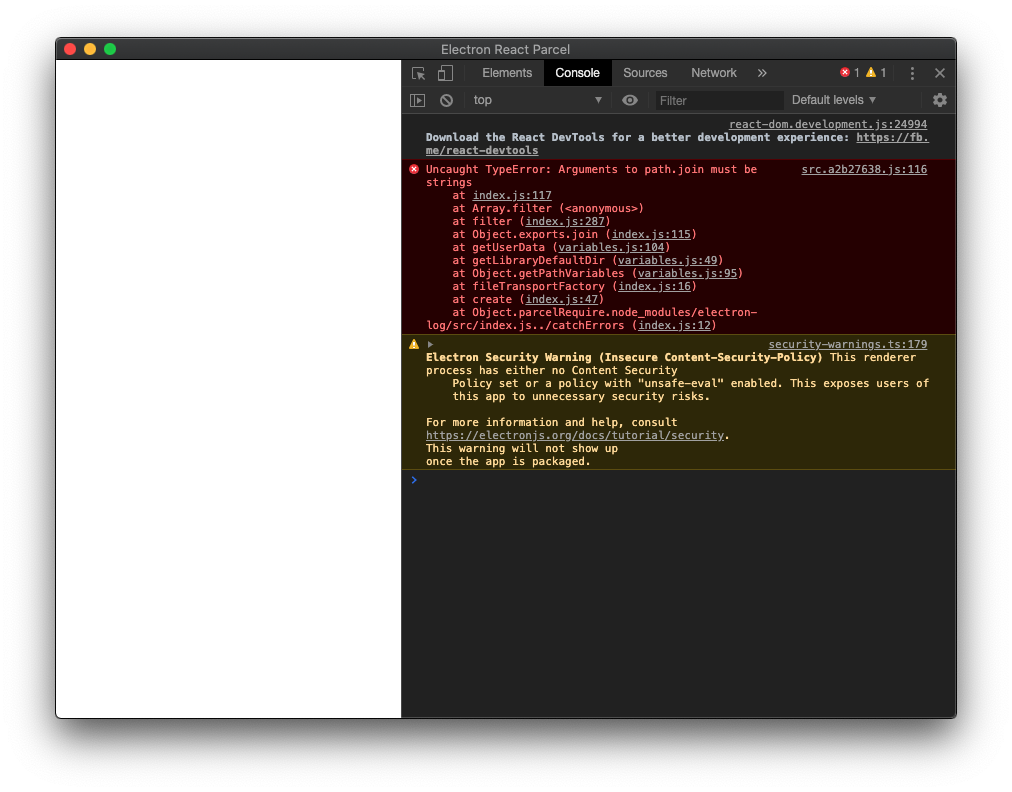 Electron React Parcel
Elements Console Sources Network » 1 1
top Filter Default levels
react-dom.development.js:24994
Download the React DevTools for a better development experience: https://fb.
me/react-devtools
Uncaught TypeError: Arguments to path.join must be src.a2b27638.js:116
strings
at index.js:117
at Array.filter (<anonymous>)
at filter (index.js:287)
at Object.exports.join (index.js:115)
at getUserData (variables.js:104)
at getLibraryDefaultDir (variables.js:49)
at Object.getPathVariables (variables.js:95)
at fileTransportFactory (index.js:16)
at create (index.js:47)
at Object.parcelRequire.node_modules/electron-
log/src/index.js../catchErrors (index.js:12)
security-warnings.ts:179
Electron Security Warning (Insecure Content-Security-Policy) This renderer
process has either no Content Security
Policy set or a policy with "unsafe-eval" enabled. This exposes users of
this app to unnecessary security risks.
For more information and help, consult
https://electronjs.org/docs/tutorial/security.
This warning will not show up
once the app is packaged.